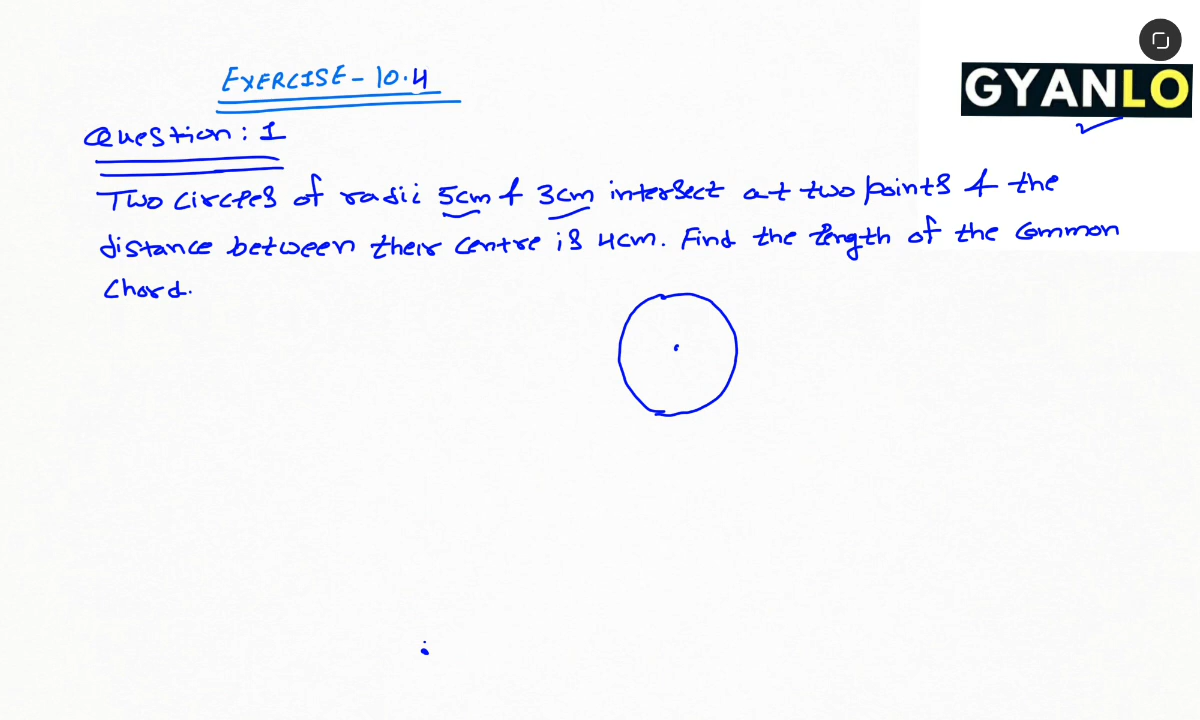 EXERCISE - 10.4
GYANLO
Question: 1
Two circles of radii 5cm & 3cm intersect at two points & the
distance between their centre is 4cm. Find the length of the common
chord.